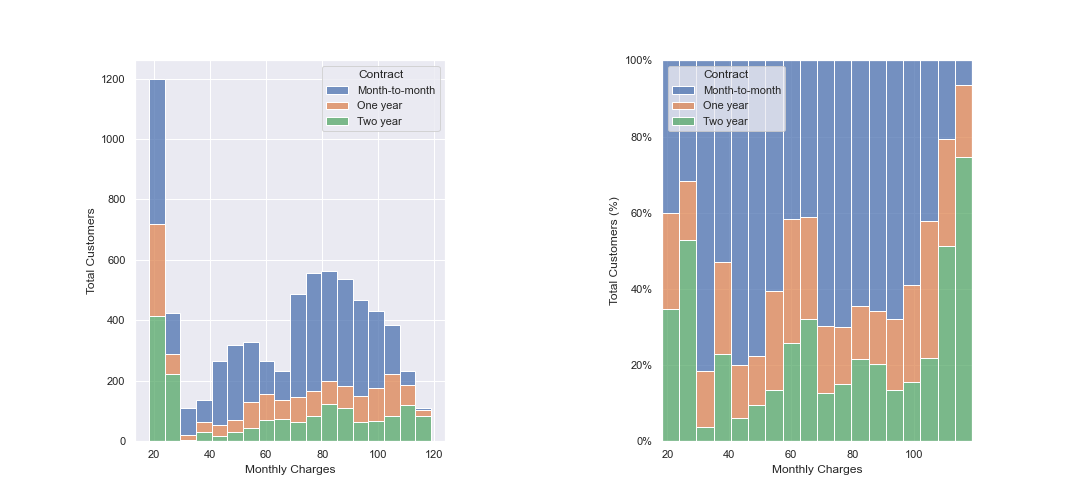 Contract
Month-to-month
One year
Two year
1200
1000
800
600
400
200
0
Total Customers
20 40 60 80 100 120
Monthly Charges
Contract
Month-to-month
One year
Two year
100%
80%
60%
40%
20%
0%
Total Customers (%)
20 40 60 80 100
Monthly Charges